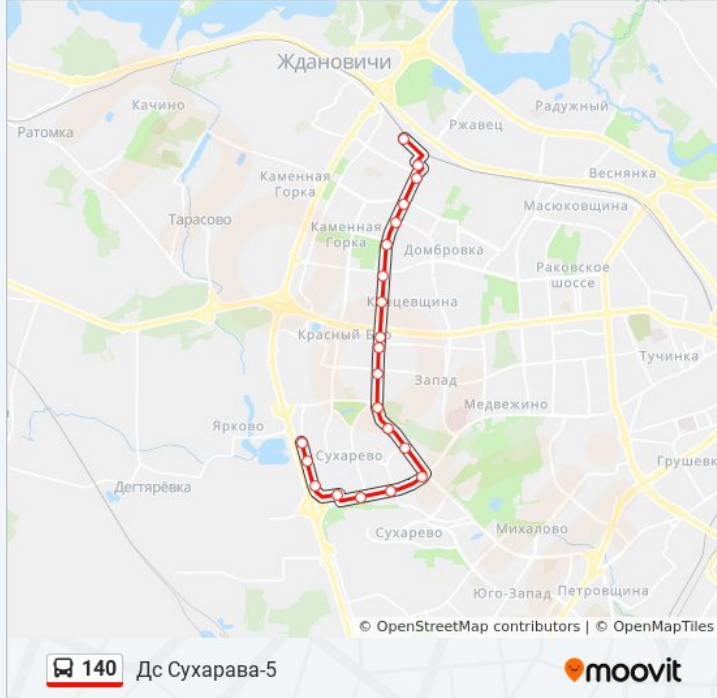 Ждановичи
Качино
Радужный
Ратомка
Ржавец
Каменная
Горка
Веснянка
Масюковщина
Тарасово
Каменная
Горка
Домбровка
Раковское
шоссе
Кунцевщина
Красный Бор
Тучинка
Запад
Медвежино
Ярково
Сухарево
Грушевк
Дегтярёвка
Михалово
Сухарево
Юго-Запад
Петровщина
© OpenStreetMap contributors | © OpenMapTiles
140 Дс Сухарава-5
moovit